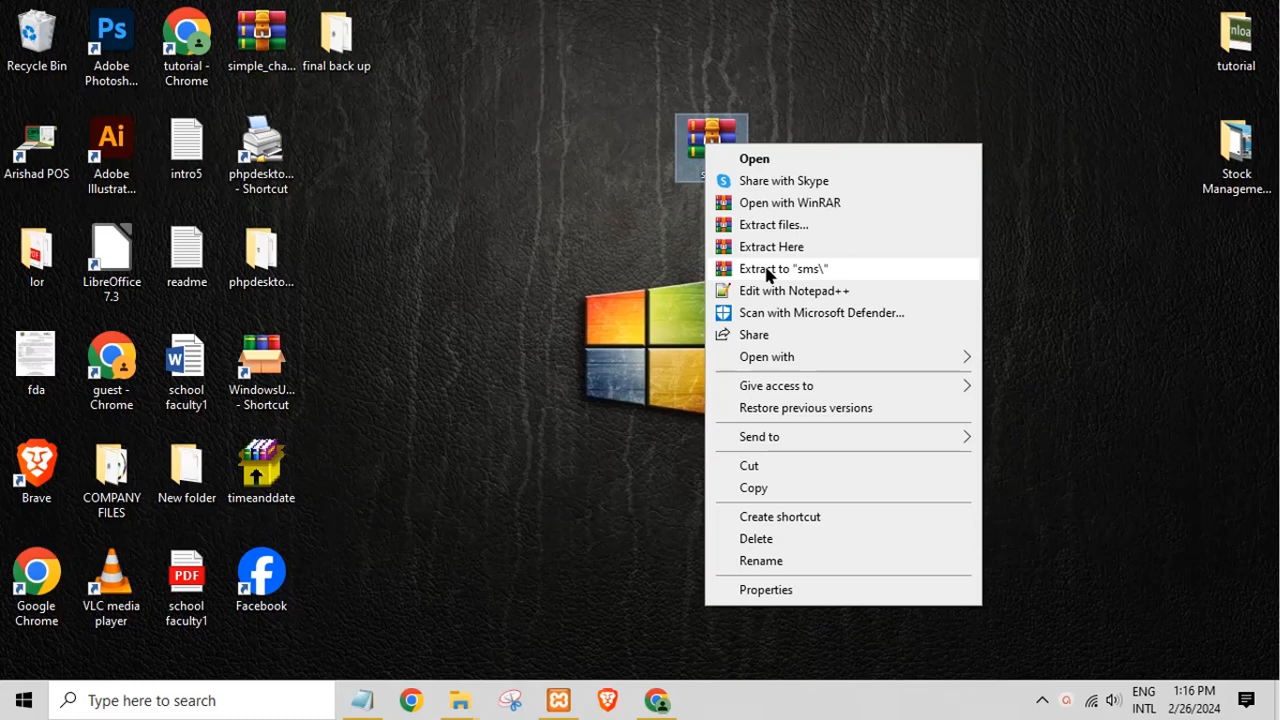 Recycle Bin
Adobe
Photosh...
tutorial -
Chrome
simple_cha...
final back up
nloa
tutorial
Arishad POS
Ai
Adobe
Illustrat...
intro5
phpdeskto...
- Shortcut
Stock
Manageme...
lor
LibreOffice
7.3
readme
phpdeskto...
fda
guest -
Chrome
school
faculty1
WindowsU...
- Shortcut
Brave
COMPANY
FILES
New folder
timeanddate
Google
Chrome
VLC media
player
PDF
school
faculty1
Facebook
Ps
W
Open
Share with Skype
Open with WinRAR
Extract files...
Extract Here
Extract to "sms\"
Edit with Notepad++
Scan with Microsoft Defender...
Share
Open with
Give access to
Restore previous versions
Send to
Cut
Copy
Create shortcut
Delete
Rename
Properties
Type here to search
ENG
INTL
1:16 PM
2/26/2024